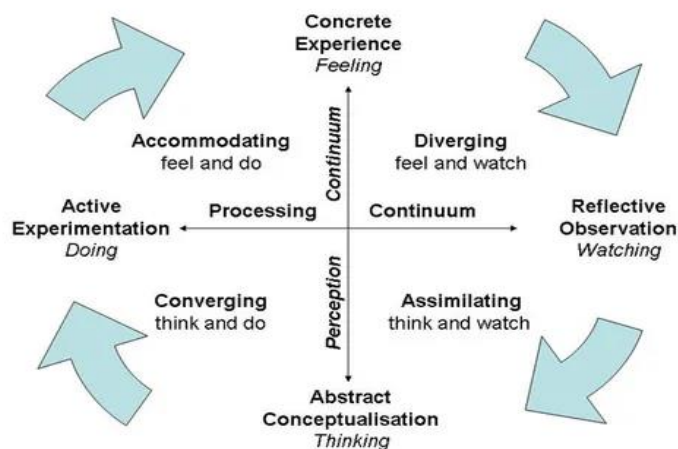 Concrete
Experience
Feeling
Accommodating
feel and do
Continuum
Diverging
feel and watch
Active
Experimentation
Doing
Processing
Continuum
Reflective
Observation
Watching
Converging
think and do
Perception
Assimilating
think and watch
Abstract
Conceptualisation
Thinking